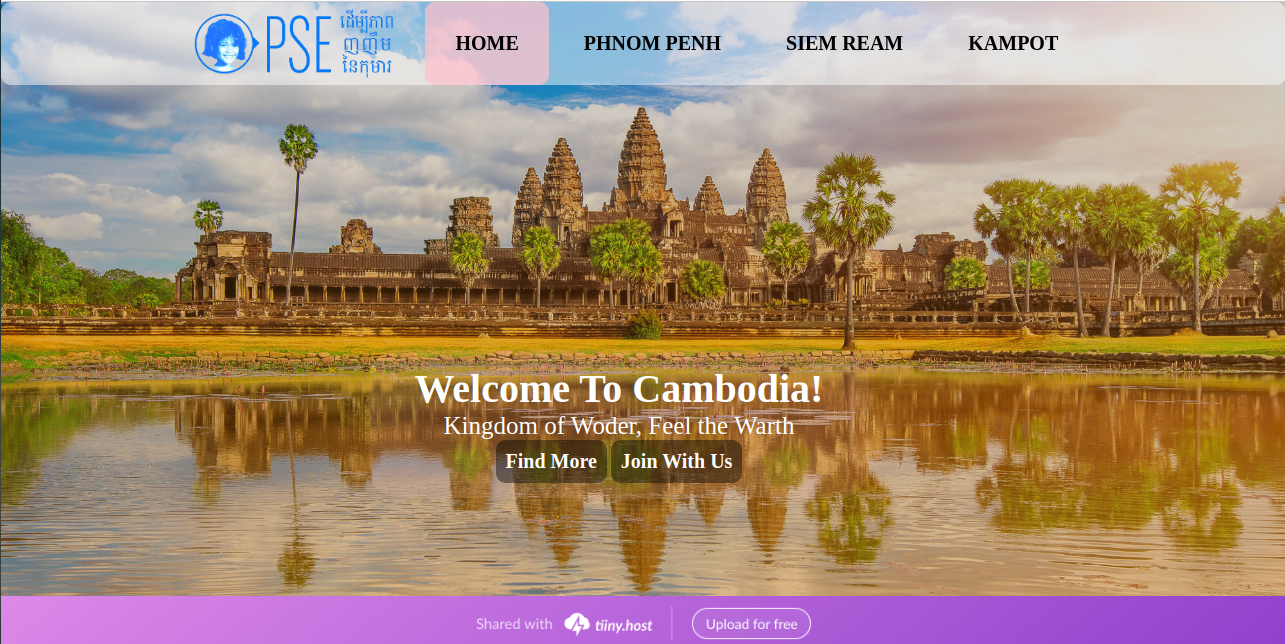 PSE
ដើម្បីភាព
ញញឹម
នៃកុមារ
HOME
PHNOM PENH
SIEM REAM
KAMPOT
Welcome To Cambodia!
Kingdom of Woder, Feel the Warth
Find More
Join With Us
Shared with
tiiny.host
Upload for free